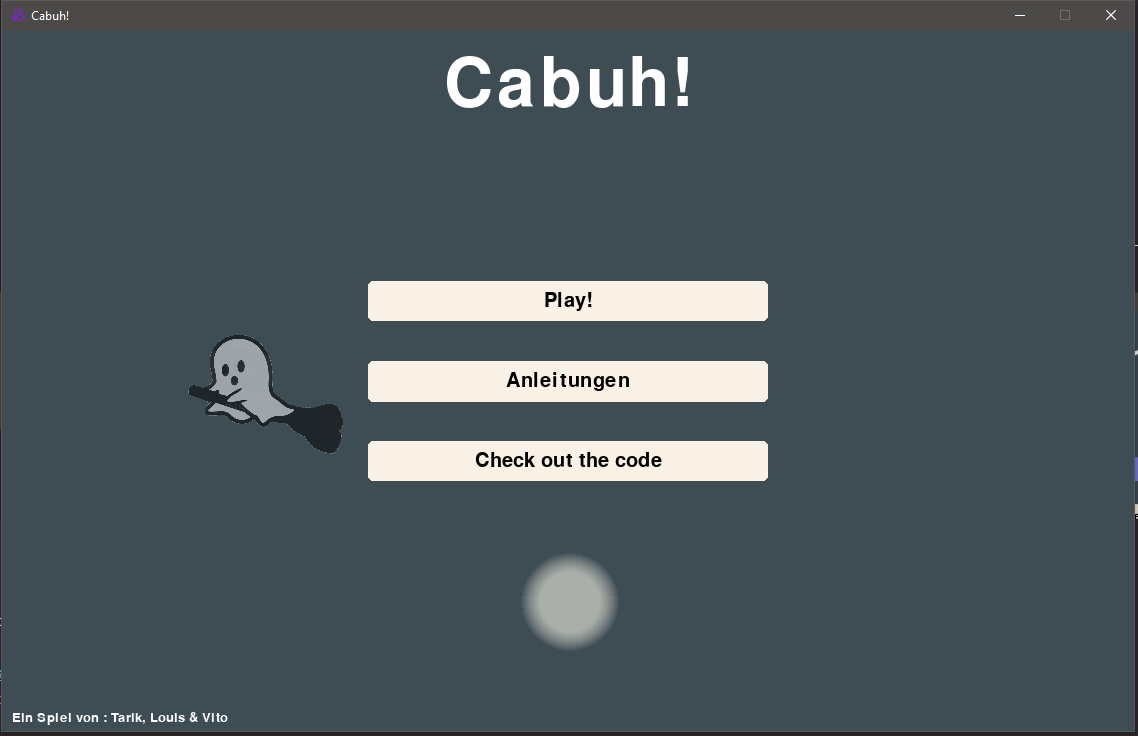 Cabuh!
Cabuh!
Play!
Anleitungen
Check out the code
Ein Spiel von : Tarik, Louis & Vito